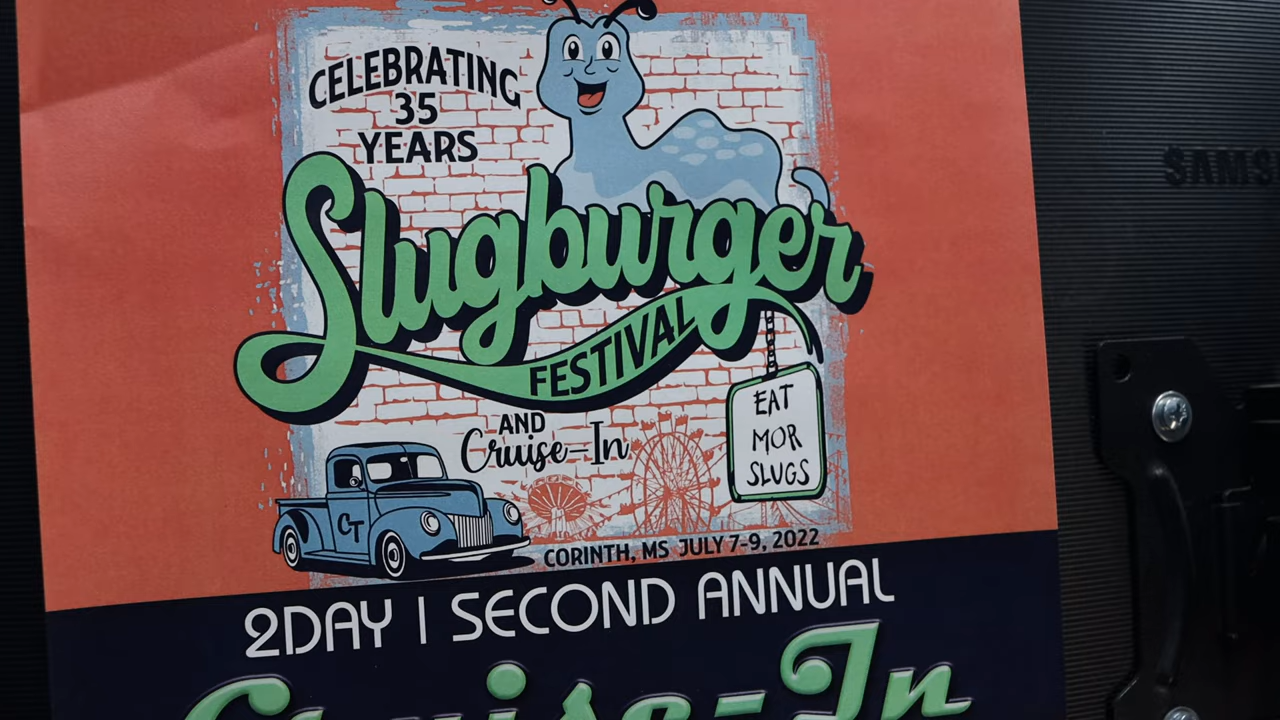 CELEBRATING
35
YEARS
Slugburger
FESTIVAL
AND
Cruise-In
EAT
MOR
SLUGS
CT
CORINTH, MS JULY 7-9, 2022
2DAY | SECOND ANNUAL
Cruise-In